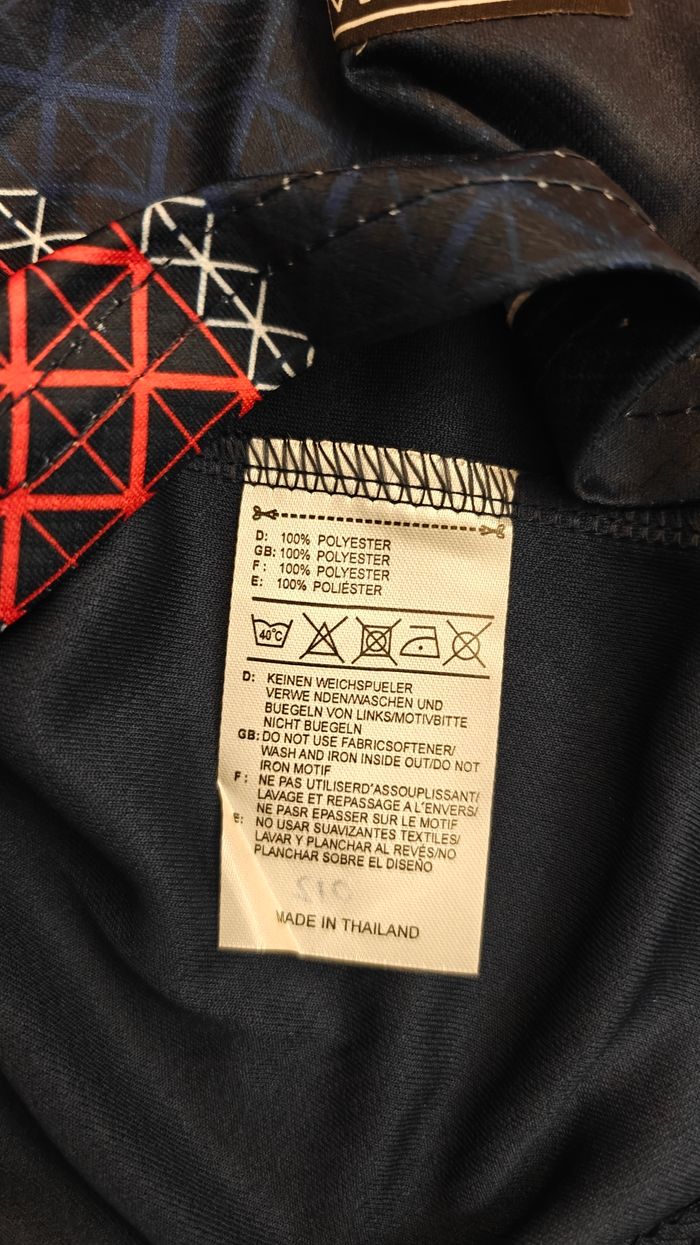 D: 100% POLYESTER
GB: 100% POLYESTER
F: 100% POLYESTER
E: 100% POLIÉSTER
40°C
D: KEINEN WEICHSPUELER
VERWE NDEN/WASCHEN UND
BUEGELN VON LINKS/MOTIVBITTE
NICHT BUEGELN
GB: DO NOT USE FABRICSOFTENER/
WASH AND IRON INSIDE OUT/DO NOT
IRON MOTIF
F: NE PAS UTILISERD'ASSOUPLISSANT/
LAVAGE ET REPASSAGE A L'ENVERS/
NE PASR EPASSER SUR LE MOTIF
E: NO USAR SUAVIZANTES TEXTILES/
LAVAR Y PLANCHAR AL REVÉS/NO
PLANCHAR SOBRE EL DISEÑO
MADE IN THAILAND